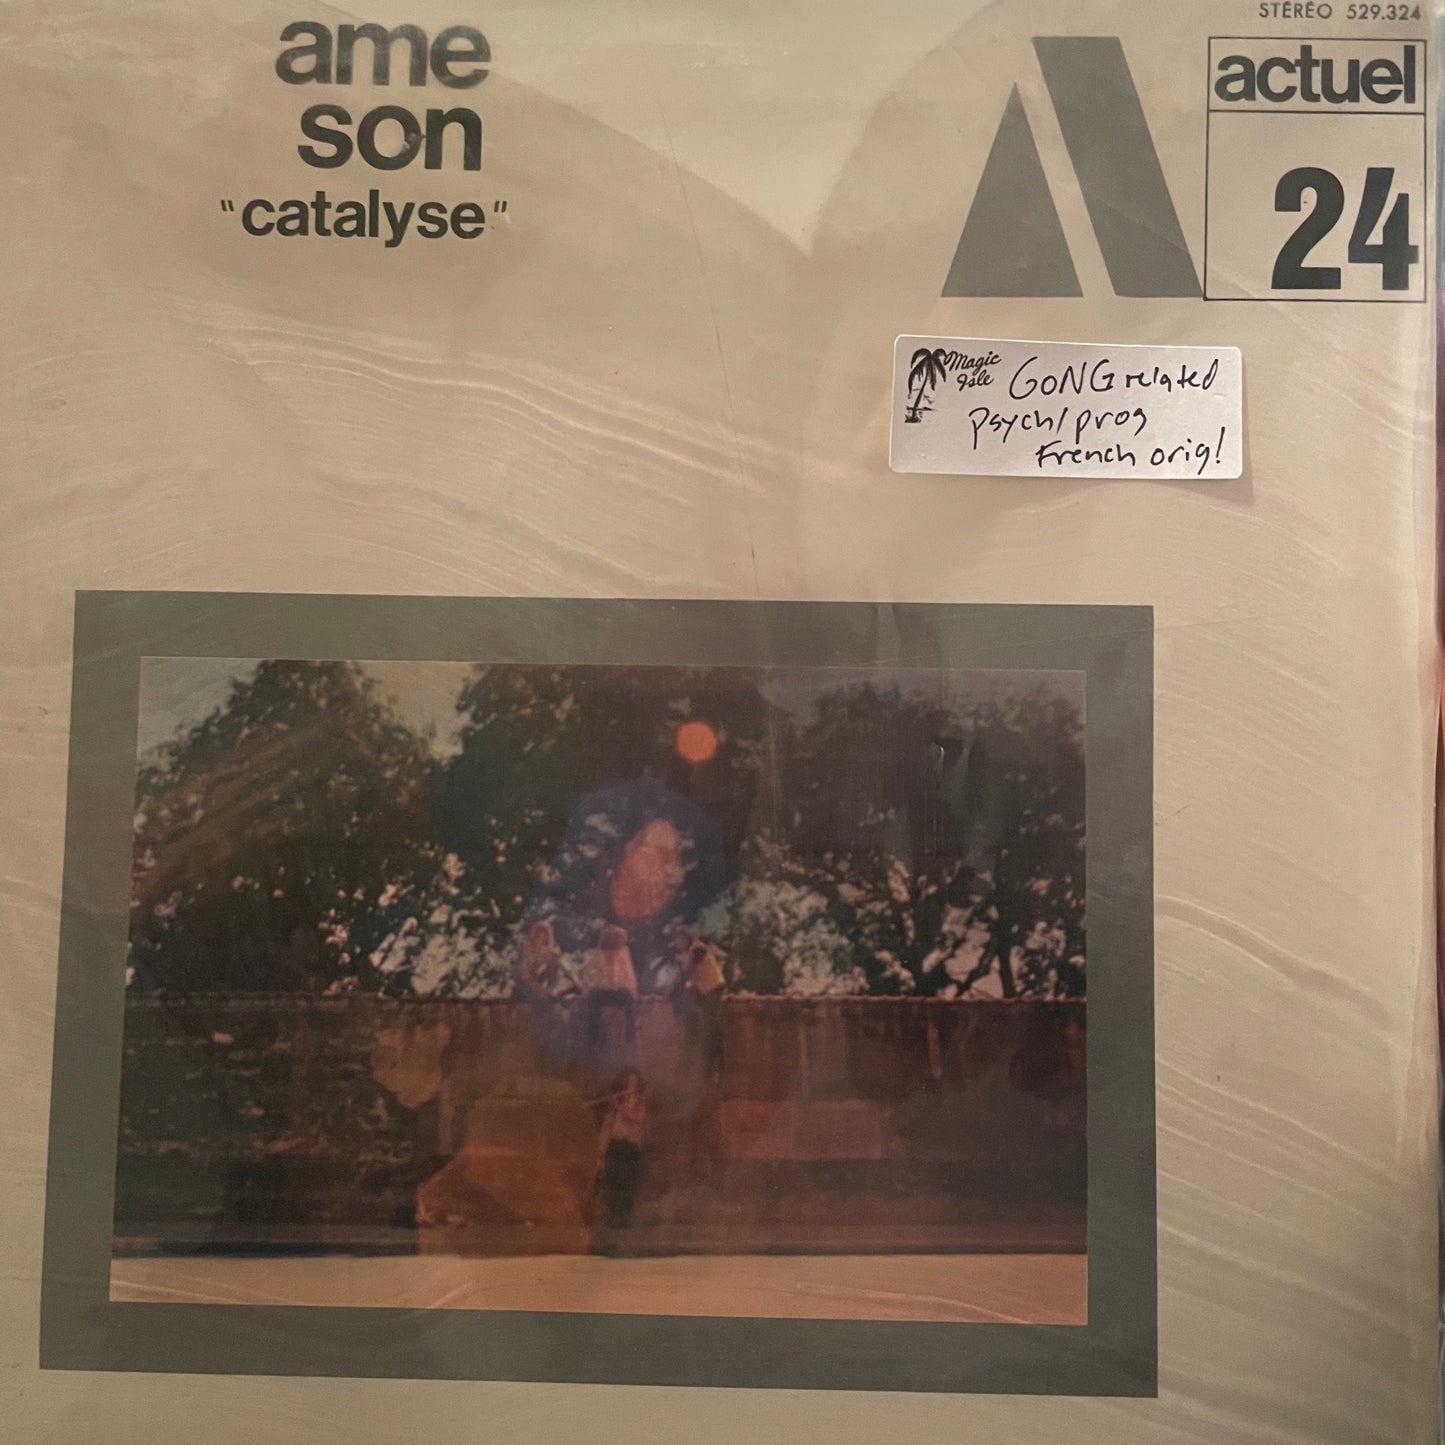 STÉRÉO 529.324
ame
son
"catalyse"
actuel
24
Magic
Isle
GONG related
psych/prog
French orig!